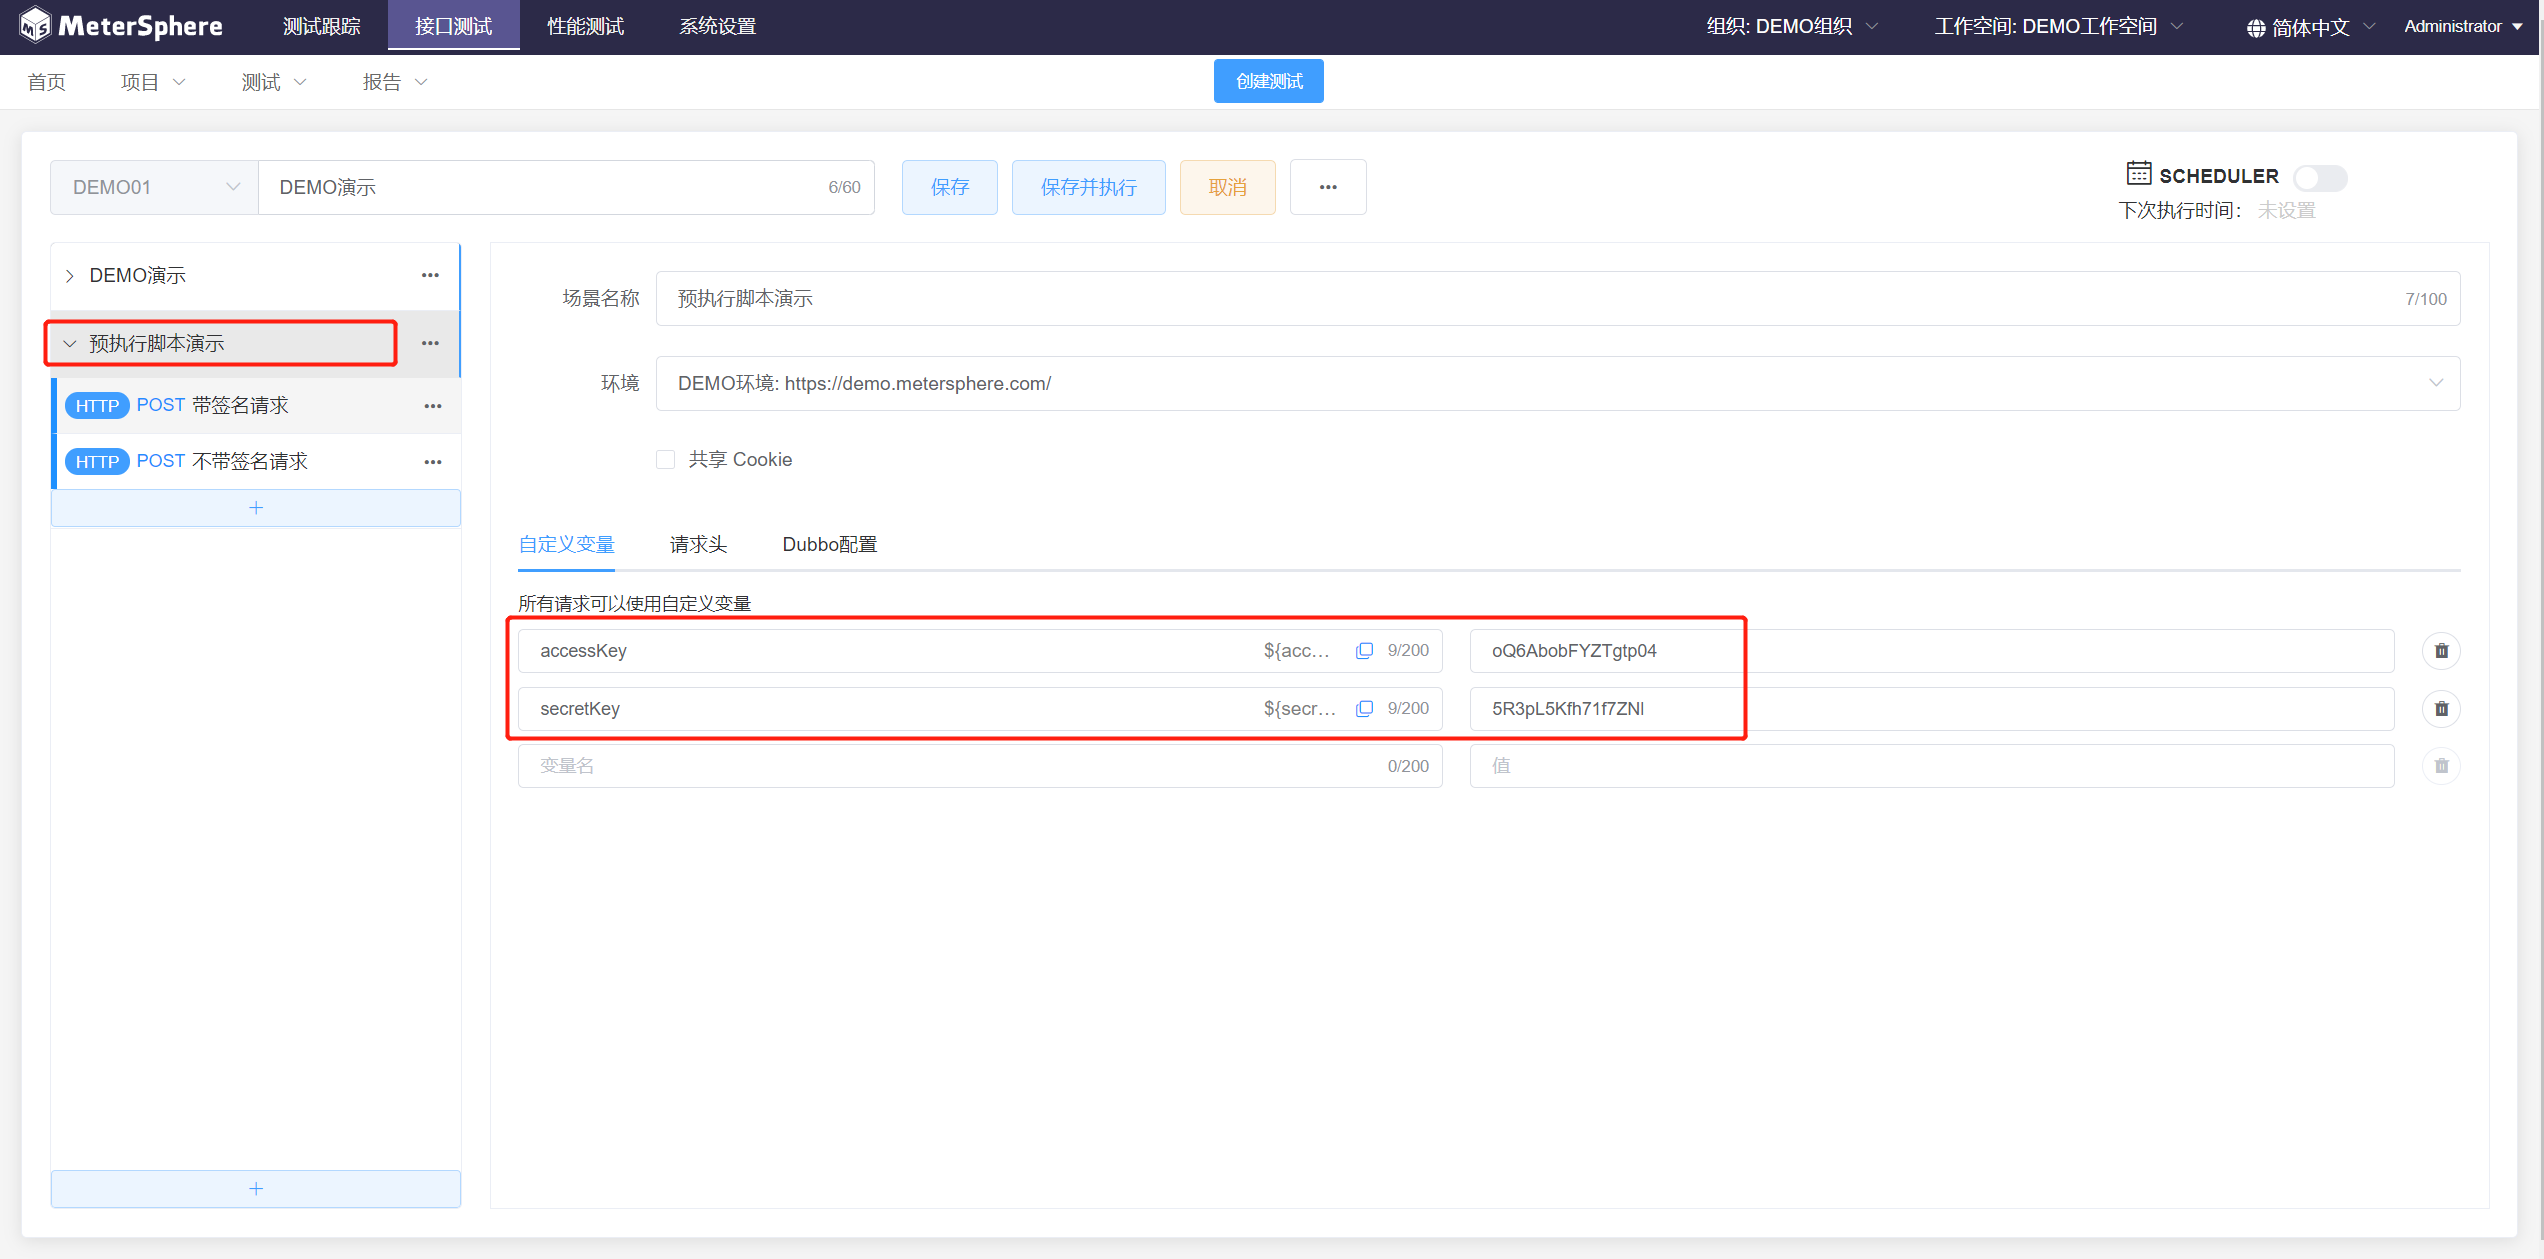 MeterSphere 测试跟踪 接口测试 性能测试 系统设置 组织: DEMO组织 工作空间: DEMO工作空间 简体中文 Administrator
首页 项目 测试 报告 创建测试
DEMO01 DEMO演示 6/60 保存 保存并执行 取消
SCHEDULER
下次执行时间： 未设置
DEMO演示
预执行脚本演示
HTTP POST 带签名请求
HTTP POST 不带签名请求
场景名称 预执行脚本演示 7/100
环境 DEMO环境: https://demo.metersphere.com/
共享 Cookie
自定义变量 请求头 Dubbo配置
所有请求可以使用自定义变量
accessKey ${acc... 9/200 oQ6AbobFYZTgtp04
secretKey ${secr... 9/200 5R3pL5Kfh71f7ZNl
变量名 0/200 值